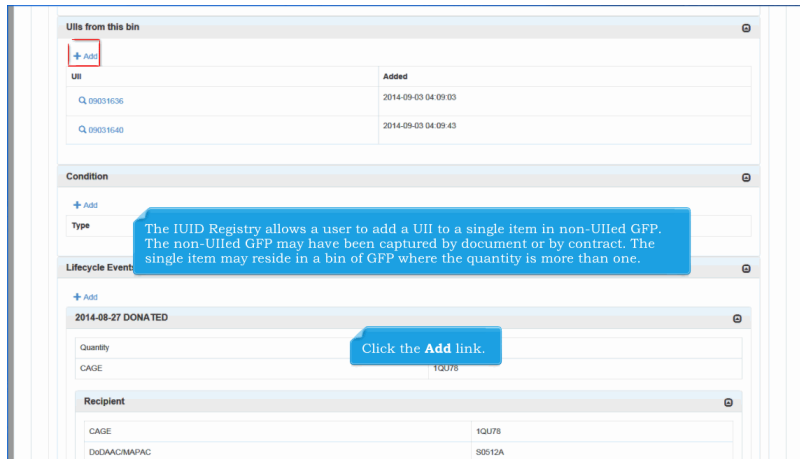 UIIs from this bin
+ Add
UII Added
09031636 2014-09-03 04:09:03
09031640 2014-09-03 04:09:43
Condition
+ Add
Type
The IUID Registry allows a user to add a UII to a single item in non-UIIed GFP.
The non-UIIed GFP may have been captured by document or by contract. The
single item may reside in a bin of GFP where the quantity is more than one.
Lifecycle Event
+ Add
2014-08-27 DONATED
Quantity
Click the Add link.
CAGE 1QU78
Recipient
CAGE 1QU78
DoDAAC/MAPAC S0512A